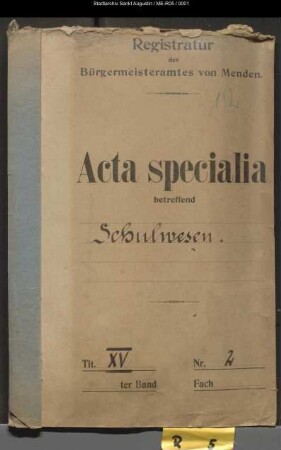 Stadtarchiv Sankt Augustin / ME-R05 / 0001
Registratur
des
Bürgermeisteramtes von Menden.
Acta specialia
betreffend
Schulwesen.
Tit. XV Nr. 2
ter Band Fach
R 5